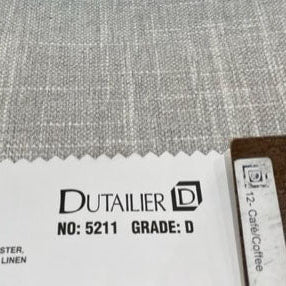 DUTAILIER
NO: 5211 GRADE: D
STER,
LINEN
12- Café/Coffee